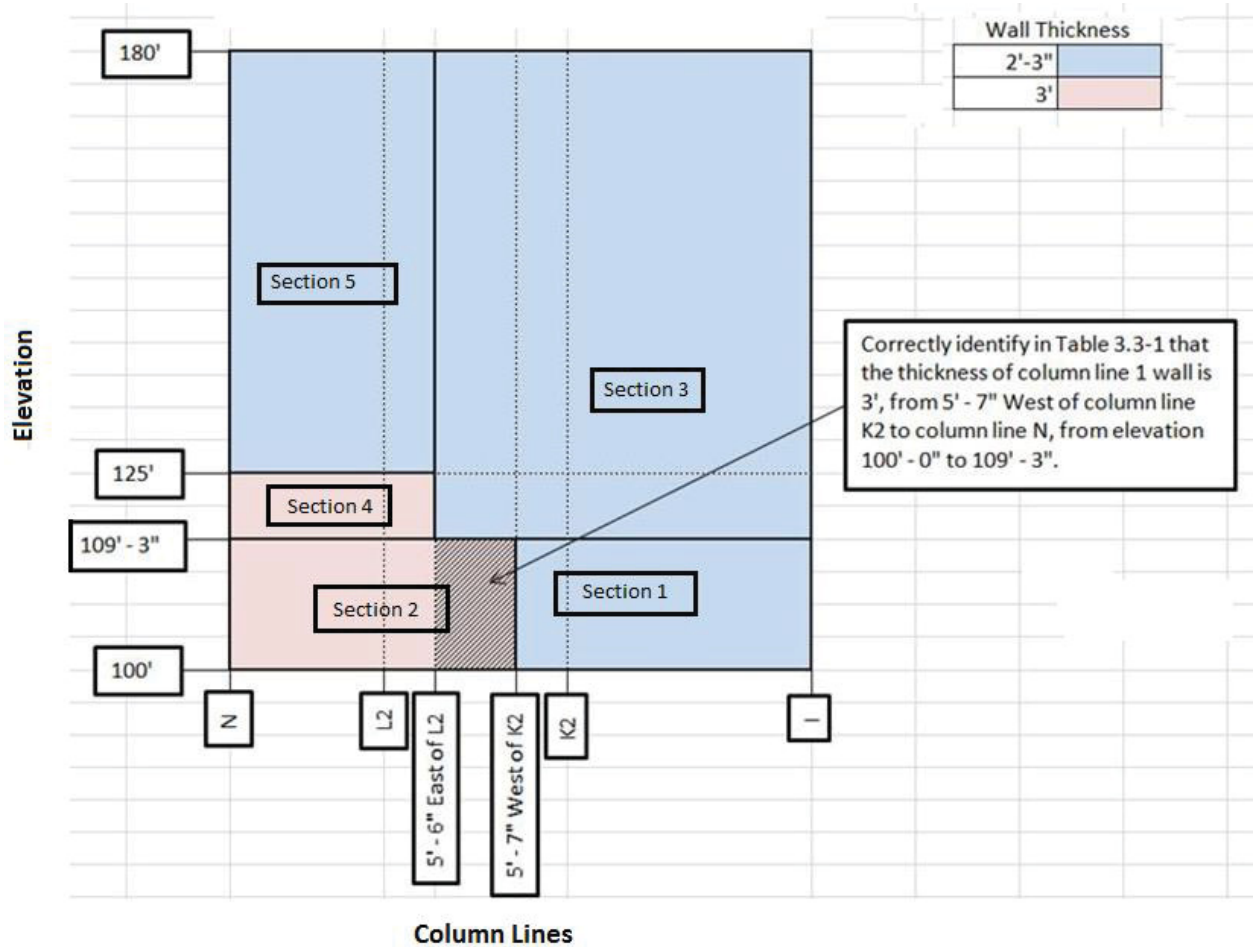 180'
Wall Thickness
2'-3"
3'
Section 5
Section 3
Correctly identify in Table 3.3-1 that
the thickness of column line 1 wall is
3', from 5' - 7" West of column line
K2 to column line N, from elevation
100' - 0" to 109' - 3".
Elevation
125'
Section 4
109' - 3"
Section 2
Section 1
100'
N
L2
5' - 6" East of L2
5' - 7" West of K2
K2
I
Column Lines